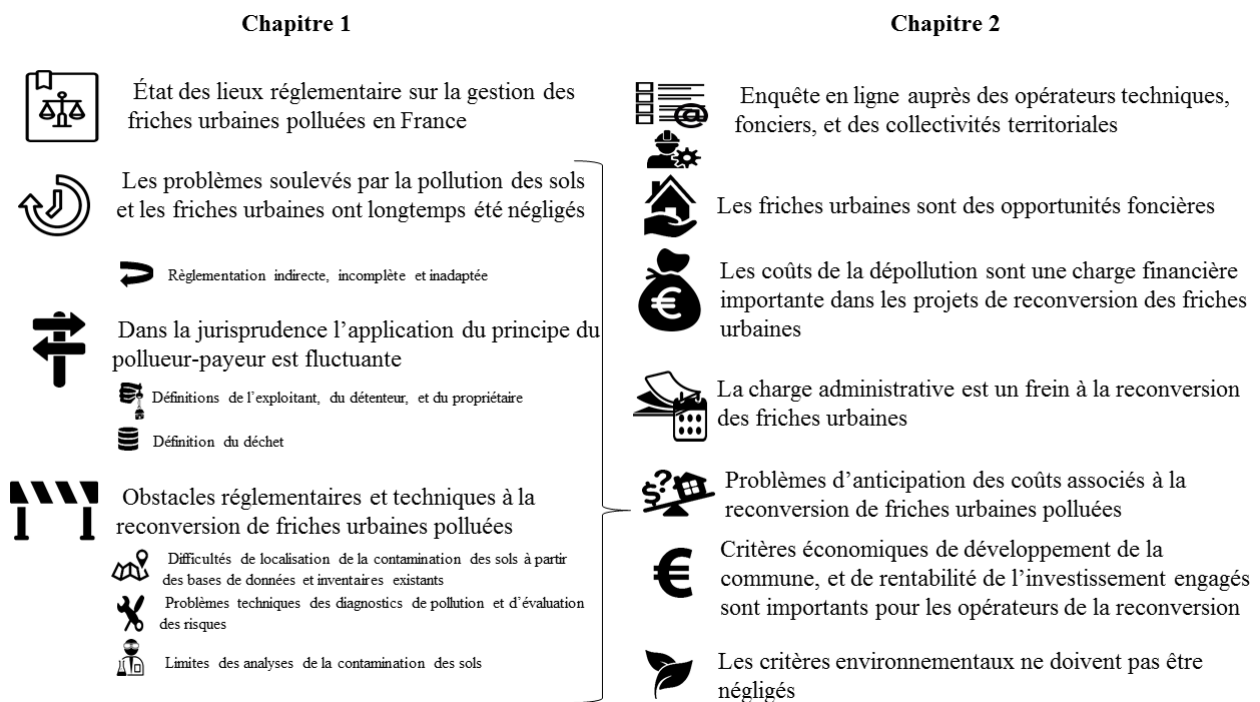 Chapitre 1
État des lieux réglementaire sur la gestion des
friches urbaines polluées en France
Les problèmes soulevés par la pollution des sols
et les friches urbaines ont longtemps été négligés
Règlementation indirecte, incomplète et inadaptée
Dans la jurisprudence l’application du principe du
pollueur-payeur est fluctuante
Définitions de l’exploitant, du détenteur, et du propriétaire
Définition du déchet
Obstacles réglementaires et techniques à la
reconversion de friches urbaines polluées
Difficultés de localisation de la contamination des sols à partir
des bases de données et inventaires existants
Problèmes techniques des diagnostics de pollution et d’évaluation
des risques
Limites des analyses de la contamination des sols
Chapitre 2
@
Enquête en ligne auprès des opérateurs techniques,
fonciers, et des collectivités territoriales
Les friches urbaines sont des opportunités foncières
€
Les coûts de la dépollution sont une charge financière
importante dans les projets de reconversion des friches
urbaines
La charge administrative est un frein à la reconversion
des friches urbaines
$?
Problèmes d’anticipation des coûts associés à la
reconversion de friches urbaines polluées
€
Critères économiques de développement de la
commune, et de rentabilité de l’investissement engagés
sont importants pour les opérateurs de la reconversion
Les critères environnementaux ne doivent pas être
négligés